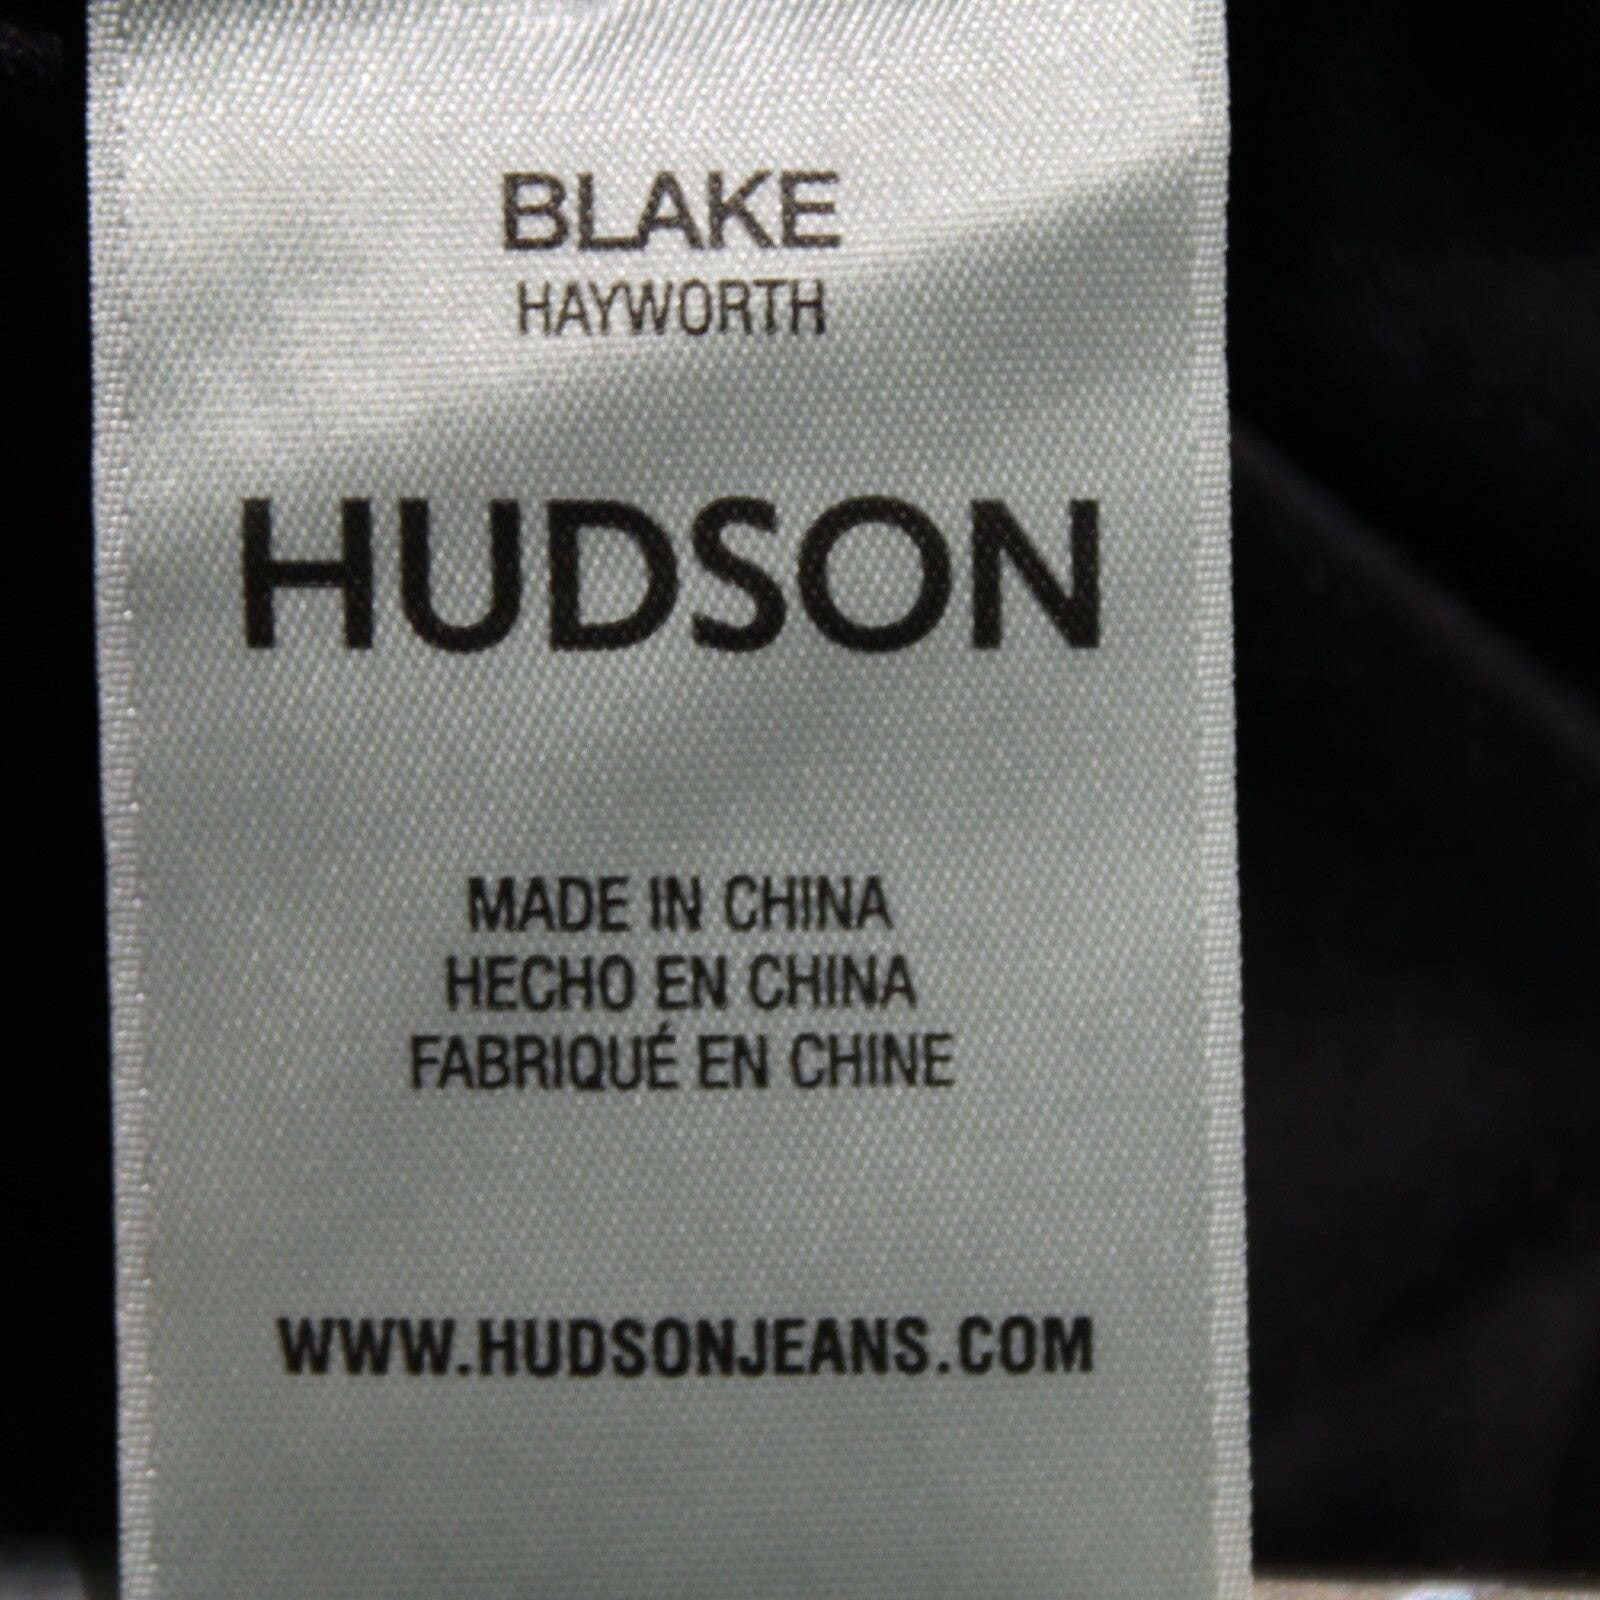 BLAKE
HAYWORTH
HUDSON
MADE IN CHINA
HECHO EN CHINA
FABRIQUÉ EN CHINE
WWW.HUDSONJEANS.COM